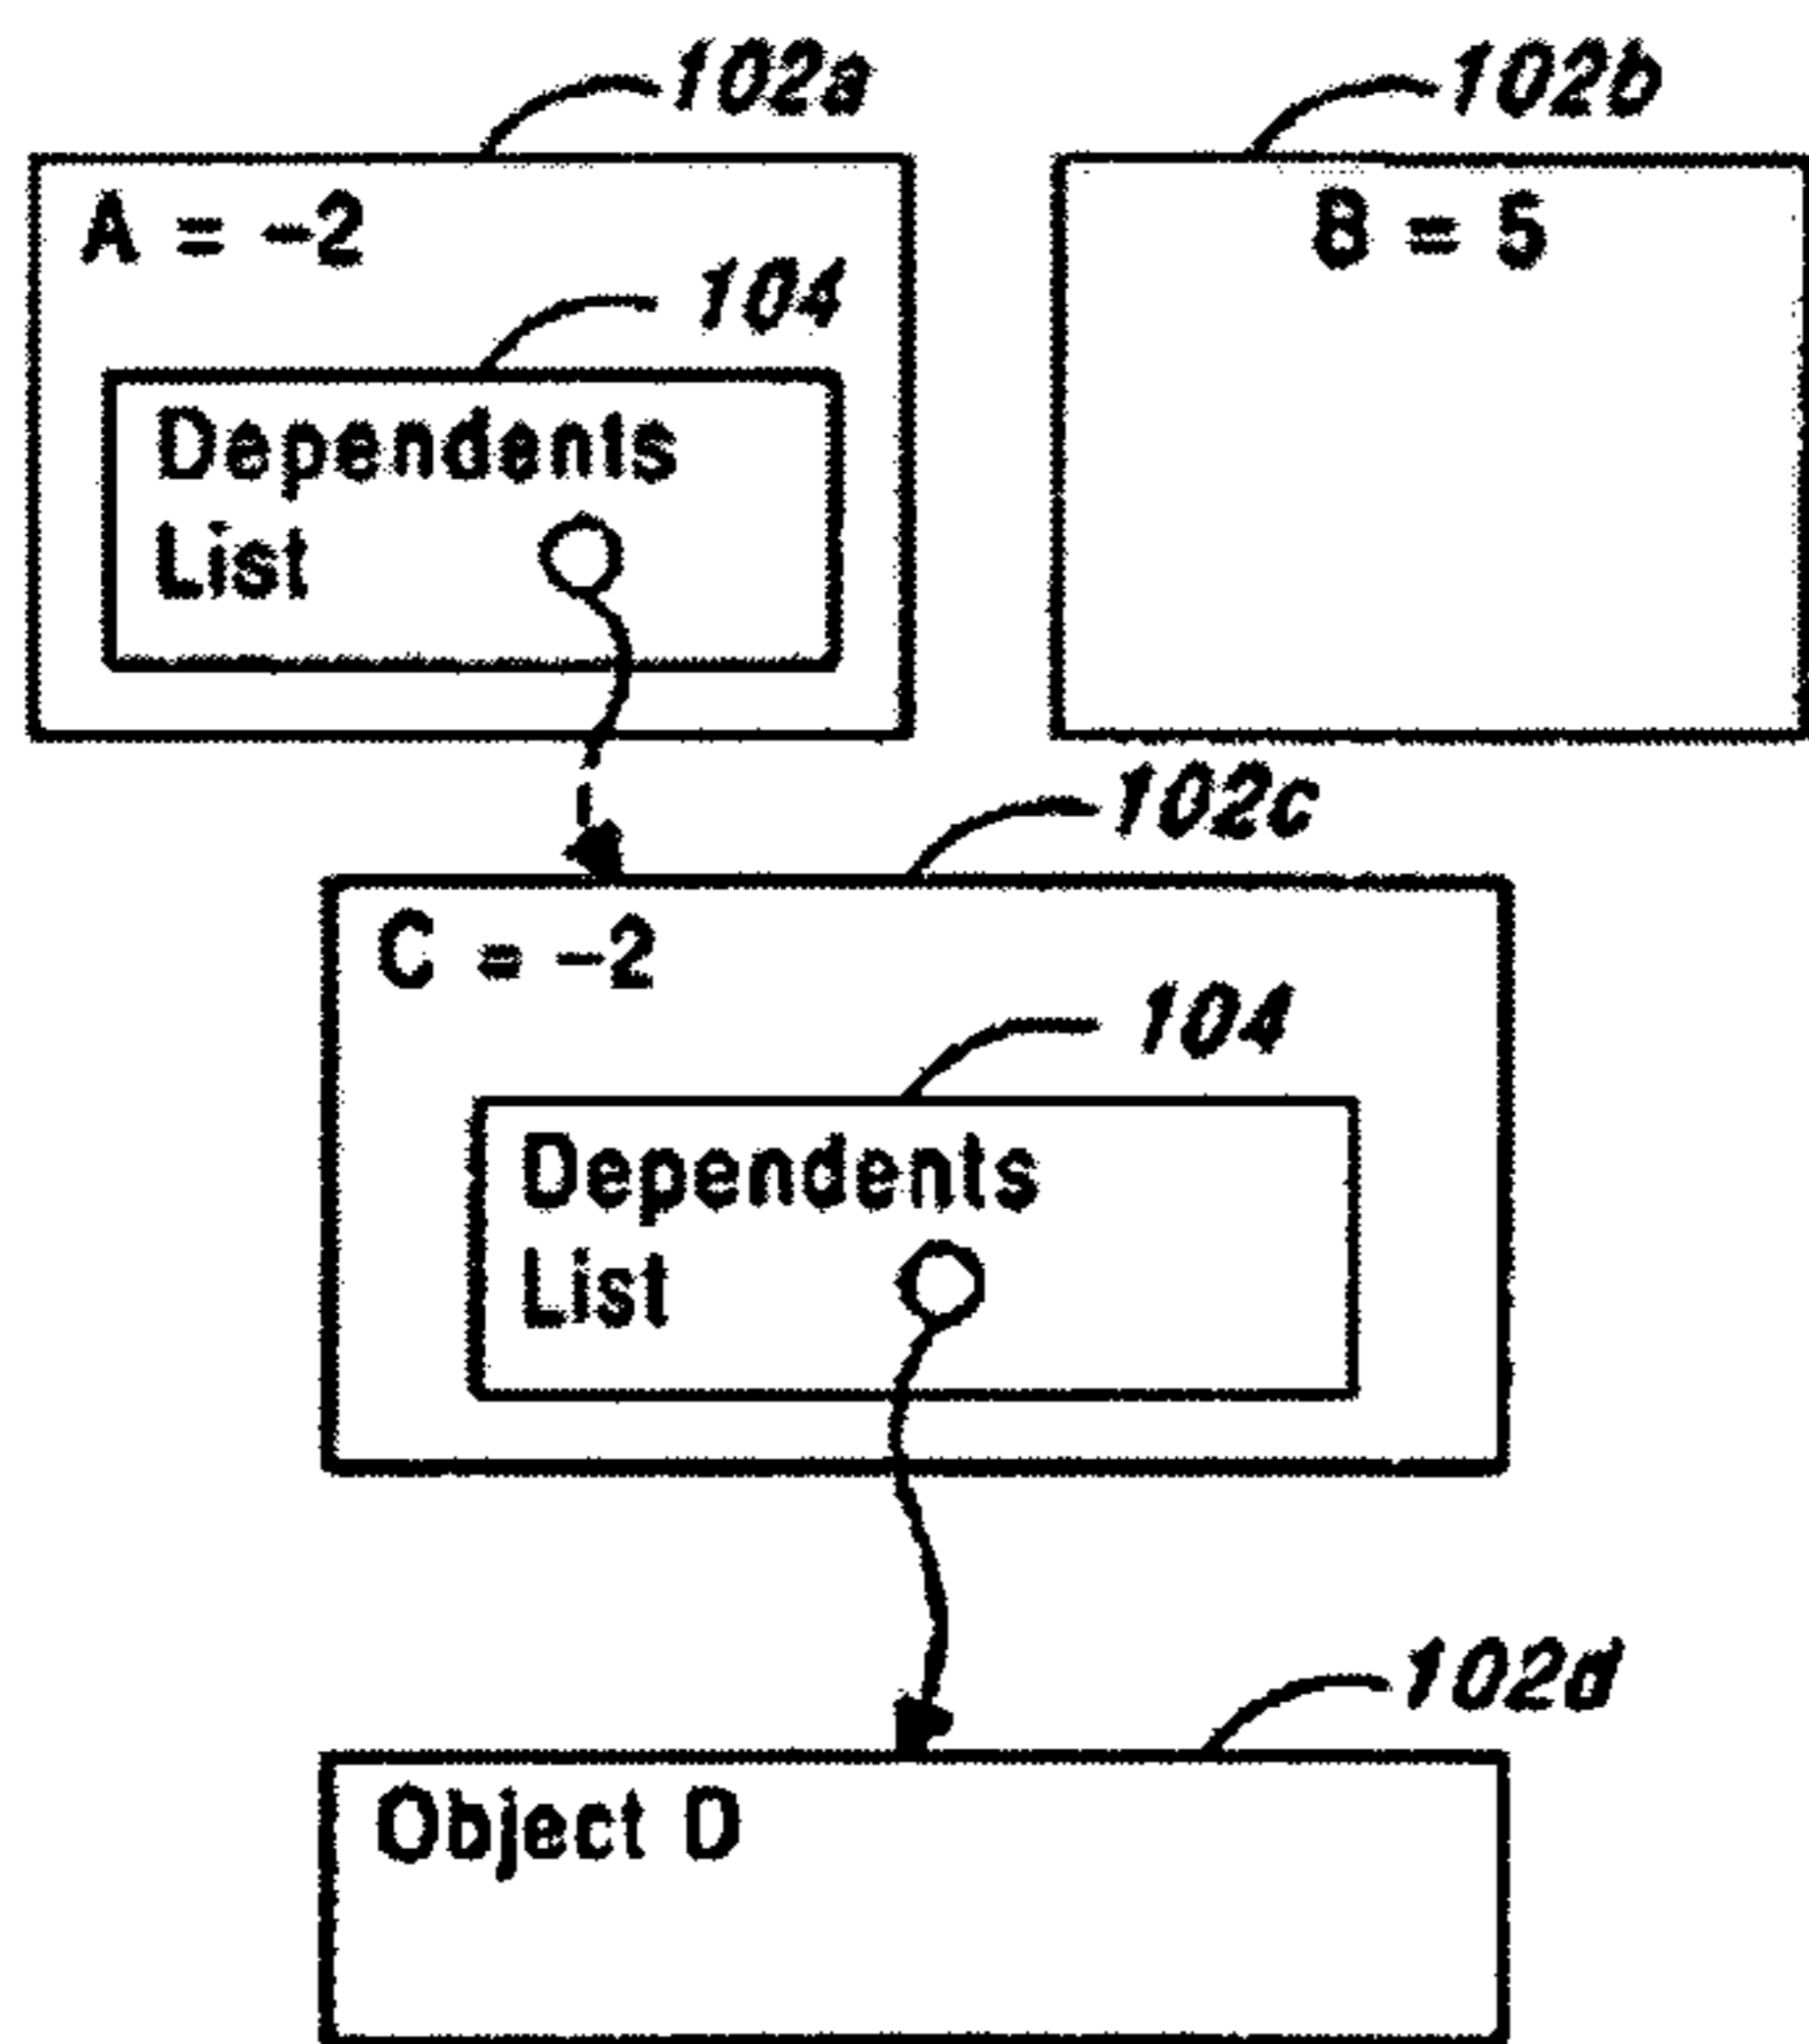 102a
102b
A = -2
B = 5
104
Dependents
List
102c
C = -2
104
Dependents
List
102d
Object D